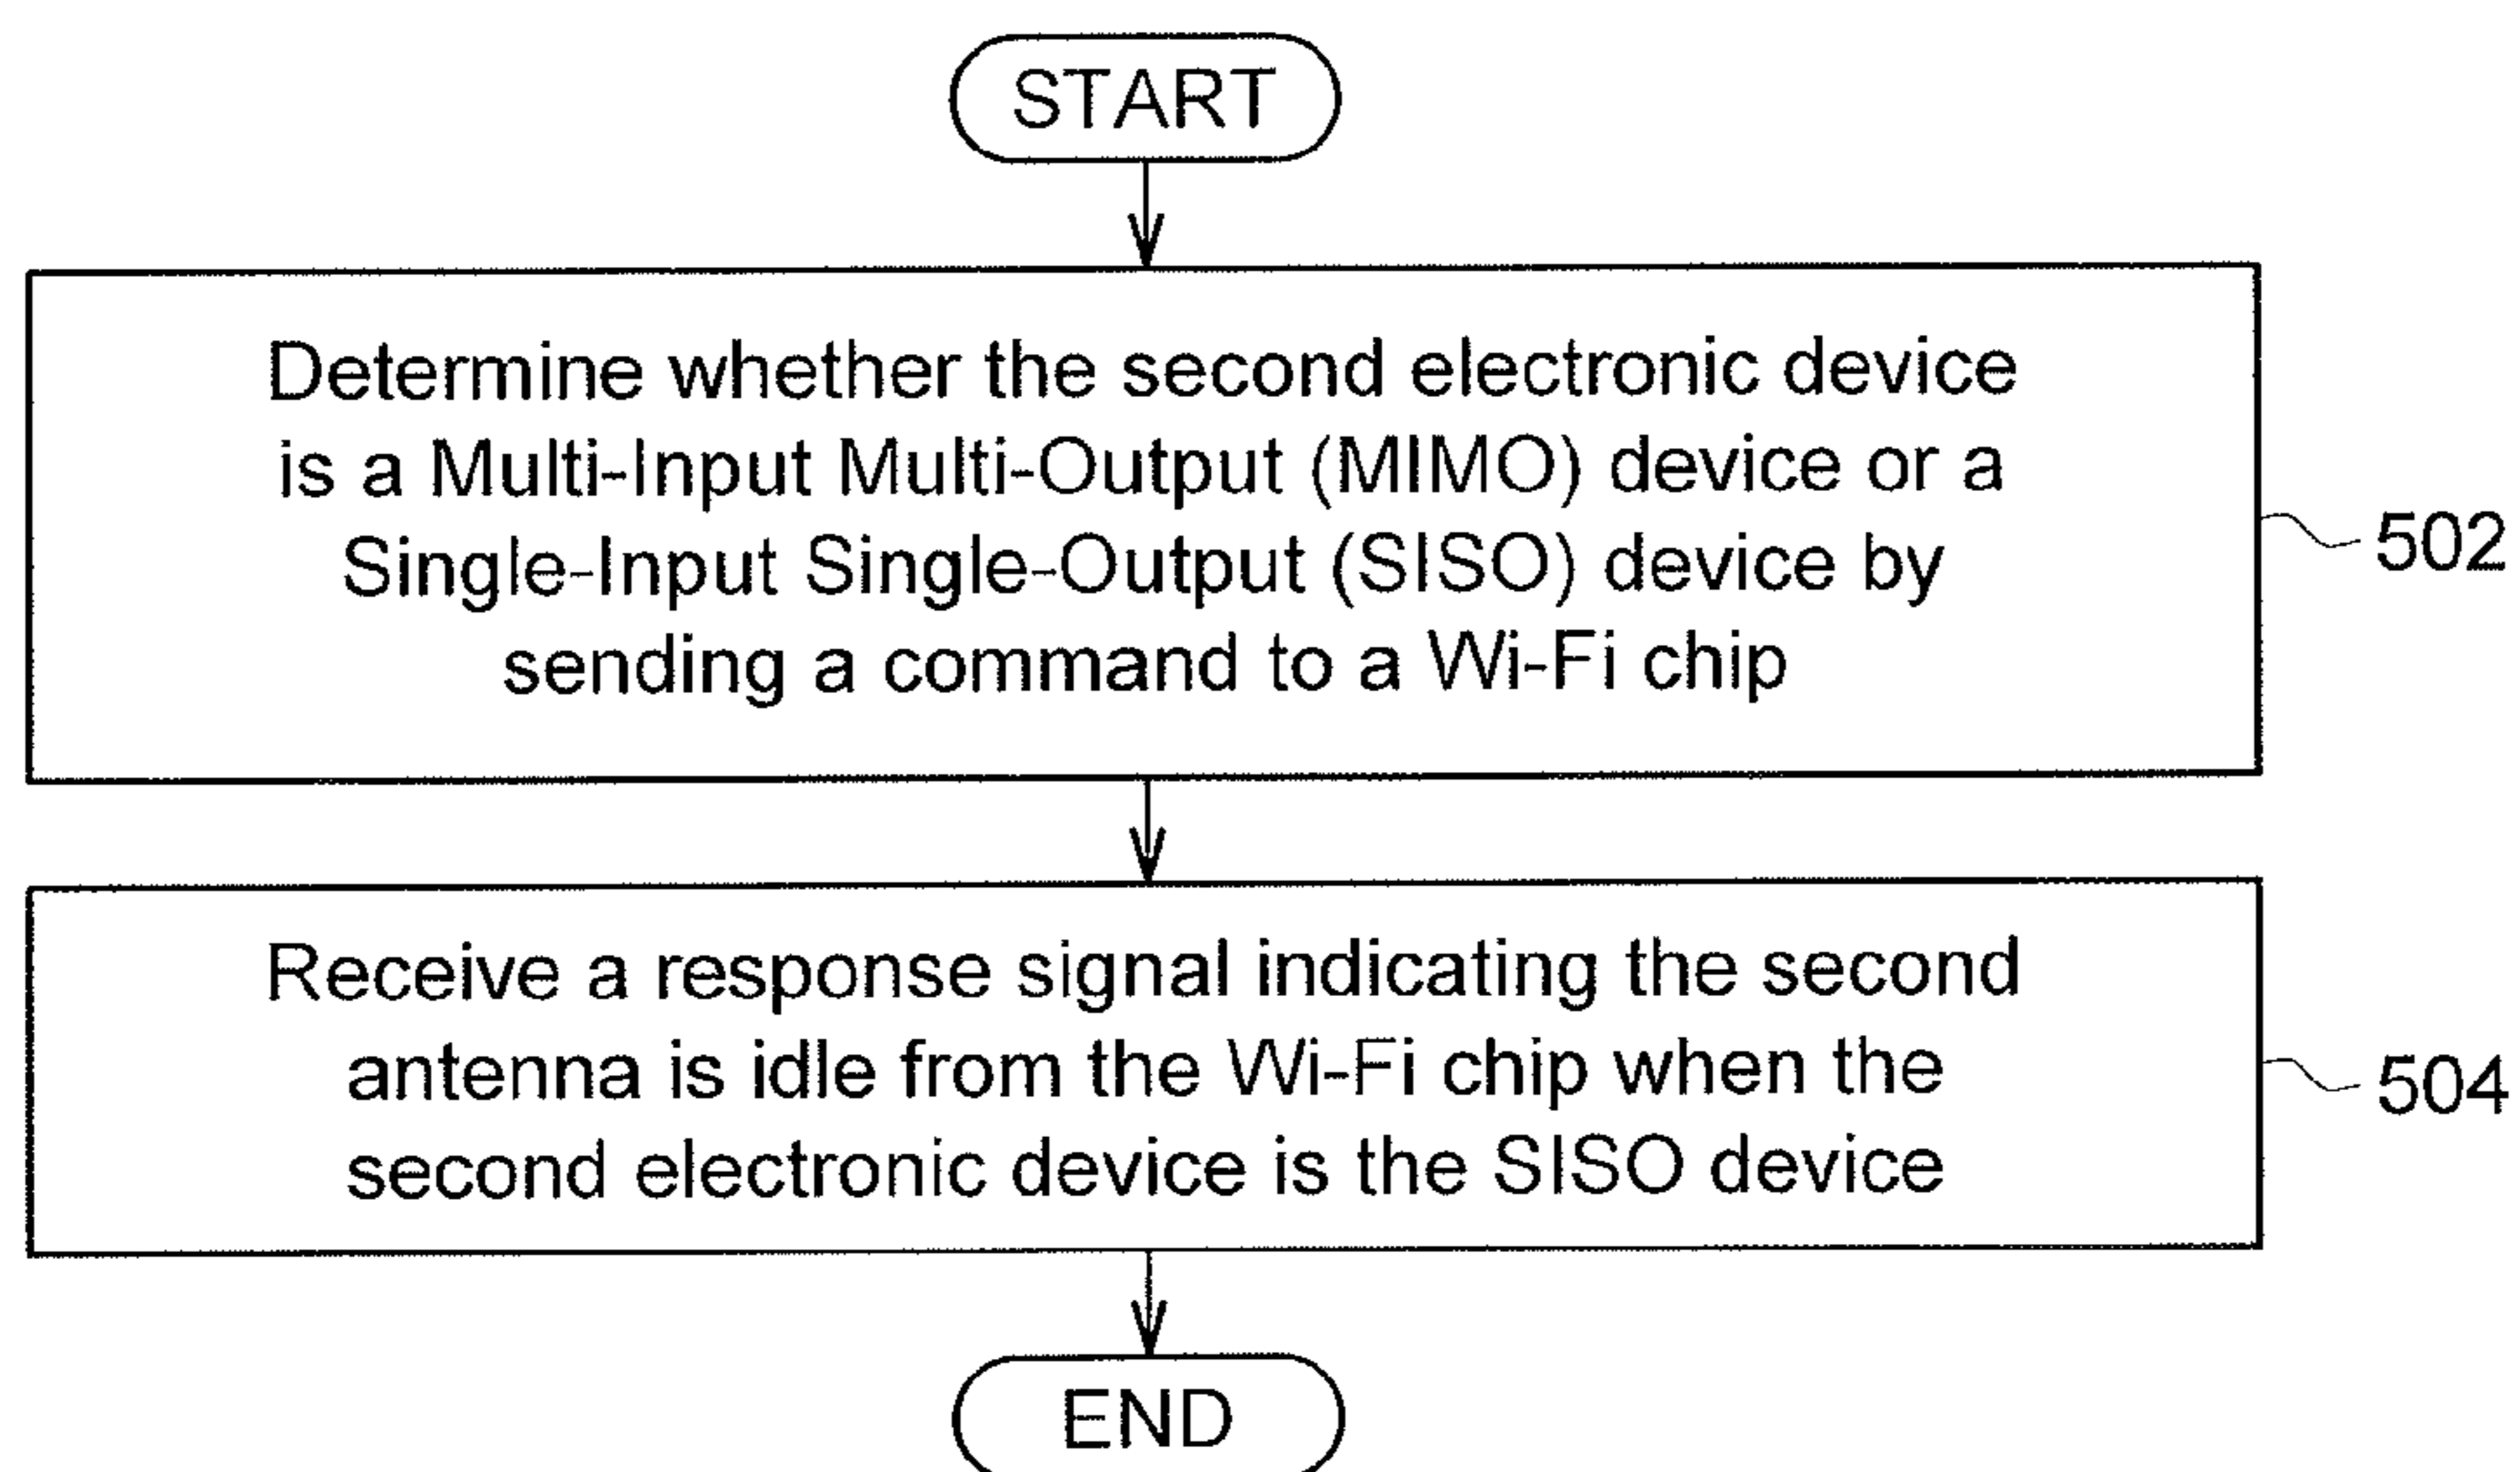 START
Determine whether the second electronic device
is a Multi-Input Multi-Output (MIMO) device or a
Single-Input Single-Output (SISO) device by
sending a command to a Wi-Fi chip
502
Receive a response signal indicating the second
antenna is idle from the Wi-Fi chip when the
second electronic device is the SISO device
504
END